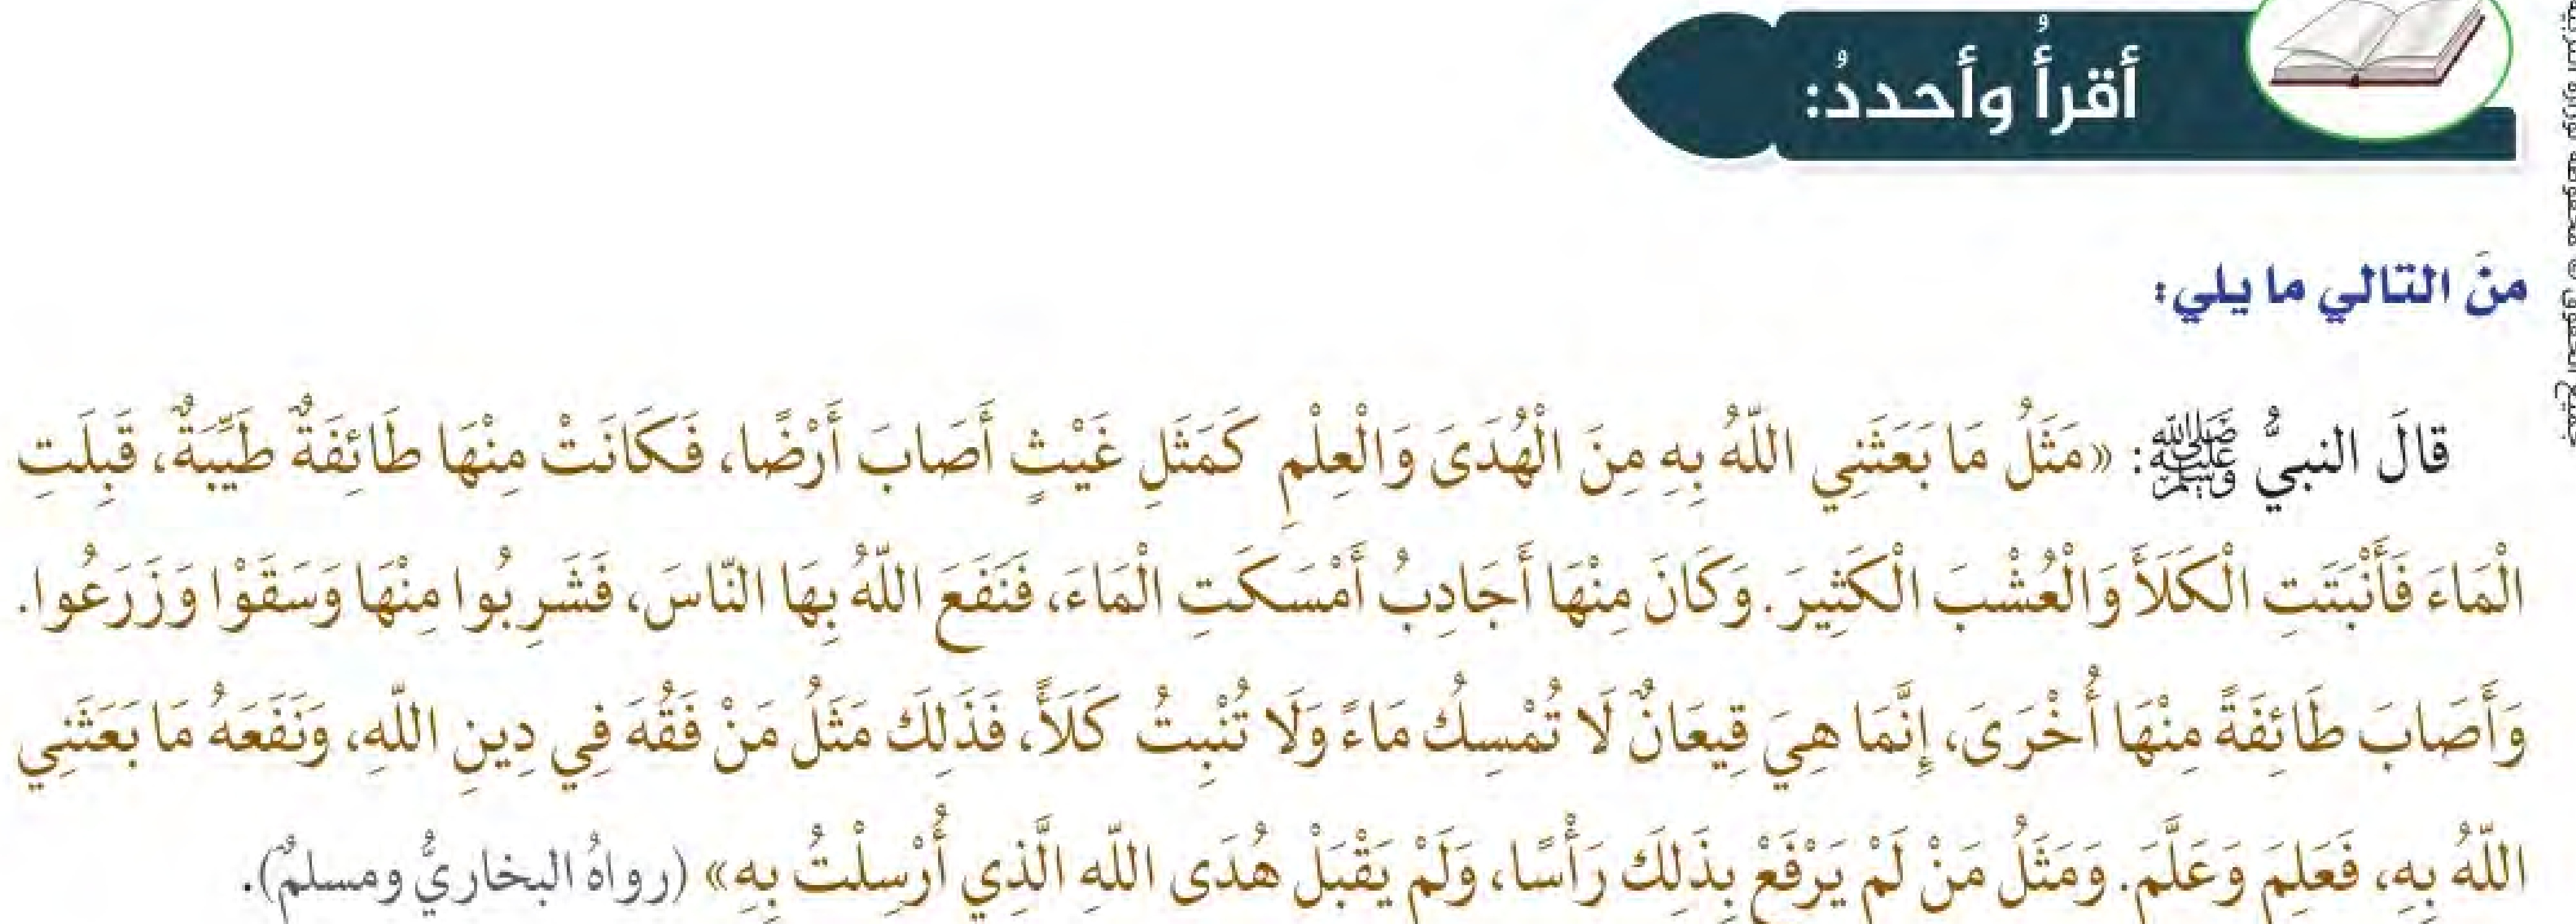 أقرأُ وأحددُ:
منَ التالي ما يلي:
قالَ النبيُّ ﷺ: «مَثَلُ مَا بَعَثَنِي اللّهُ بِهِ مِنَ الْهُدَىَ وَالْعِلْمِ كَمَثَلِ غَيْثٍ أَصَابَ أَرْضًا، فَكَانَتْ مِنْهَا طَائِفَةٌ طَيِّبَةٌ، قَبِلَتِ
الْمَاءَ فَأَنْبَتَتِ الْكَلَأَ وَالْعُشْبَ الْكَثِيرَ. وَكَانَ مِنْهَا أَجَادِبُ أَمْسَكَتِ الْمَاءَ، فَنَفَعَ اللّهُ بِهَا النّاسَ، فَشَرِبُوا مِنْهَا وَسَقَوْا وَزَرَعُوا.
وَأَصَابَ طَائِفَةً مِنْهَا أُخْرَىَ، إِنَّمَا هِيَ قِيعَانٌ لَا تُمْسِكُ مَاءً وَلَا تُنْبِتُ كَلَأً، فَذَلِكَ مَثَلُ مَنْ فَقُهَ فِي دِينِ اللّهِ، وَنَفَعَهُ مَا بَعَثَنِي
اللّهُ بِهِ، فَعَلِمَ وَعَلَّمَ. وَمَثَلُ مَنْ لَمْ يَرْفَعْ بِذَلِكَ رَأْسًا، وَلَمْ يَقْبَلْ هُدَى اللّهِ الَّذِي أُرْسِلْتُ بِهِ» (رواهُ البخاريُّ ومسلمٌ).